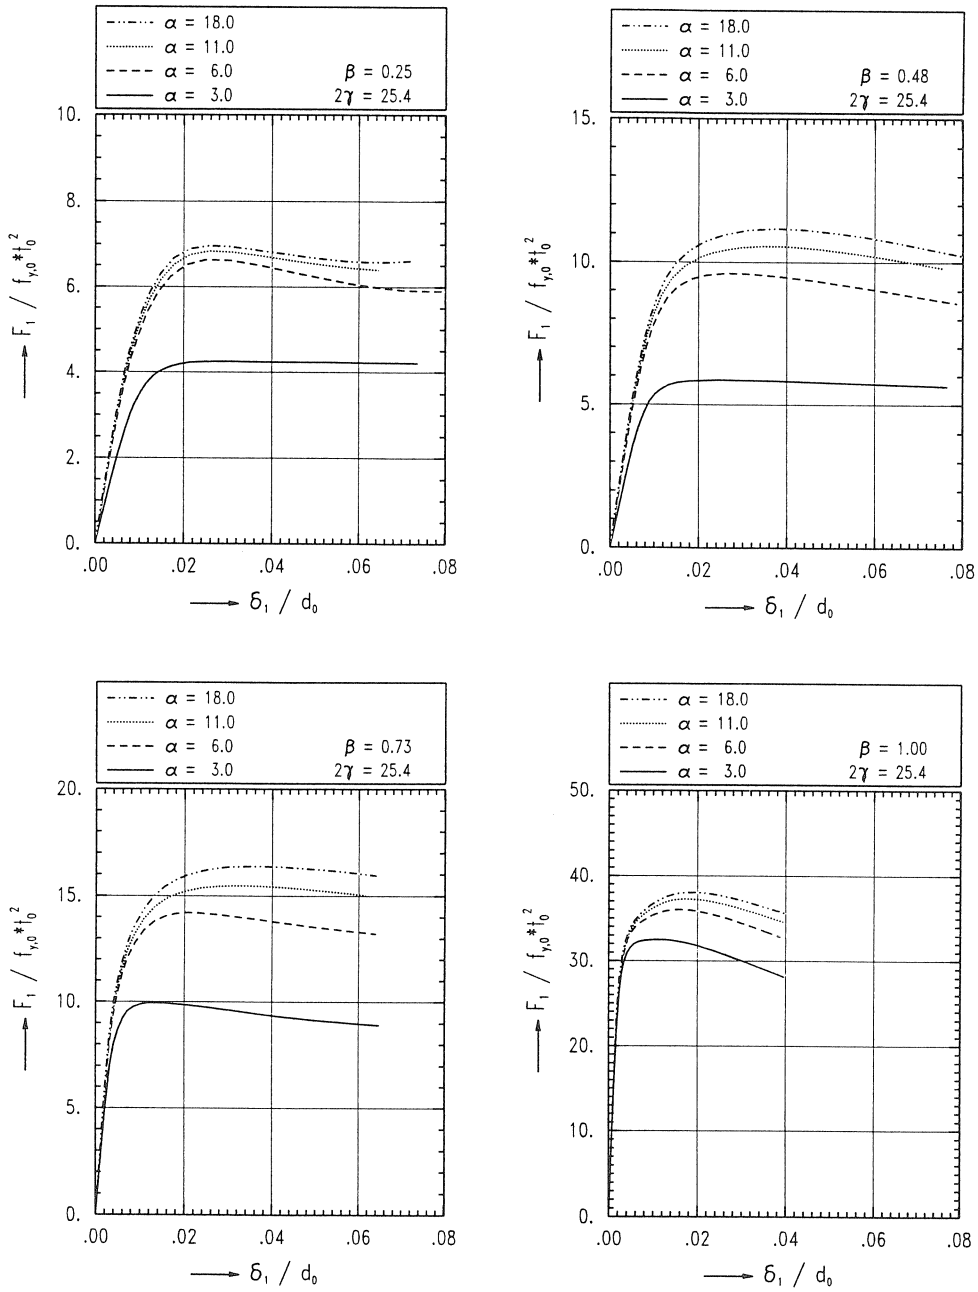 α = 18.0
α = 11.0
α = 6.0 β = 0.25
α = 3.0 2γ = 25.4
10.
8.
6.
4.
2.
0.
.00 .02 .04 .06 .08
F₁ / f_y,0 * t₀²
δ₁ / d₀
α = 18.0
α = 11.0
α = 6.0 β = 0.48
α = 3.0 2γ = 25.4
15.
10.
5.
0.
.00 .02 .04 .06 .08
F₁ / f_y,0 * t₀²
δ₁ / d₀
α = 18.0
α = 11.0
α = 6.0 β = 0.73
α = 3.0 2γ = 25.4
20.
15.
10.
5.
0.
.00 .02 .04 .06 .08
F₁ / f_y,0 * t₀²
δ₁ / d₀
α = 18.0
α = 11.0
α = 6.0 β = 1.00
α = 3.0 2γ = 25.4
50.
40.
30.
20.
10.
0.
.00 .02 .04 .06 .08
F₁ / f_y,0 * t₀²
δ₁ / d₀